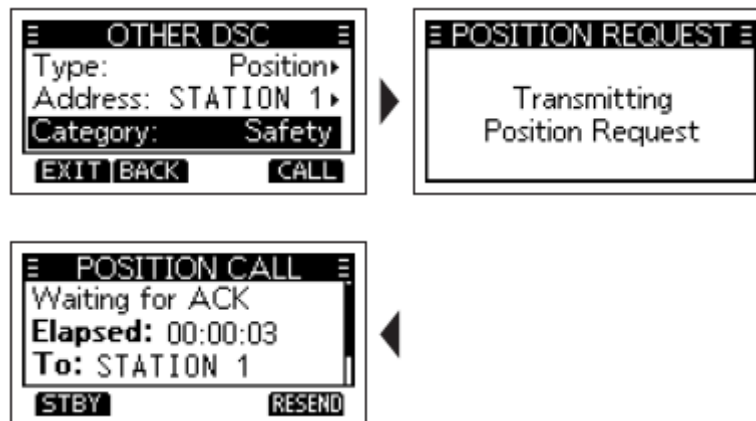 OTHER DSC
Type: Position
Address: STATION 1
Category: Safety
EXIT BACK CALL
POSITION REQUEST
Transmitting
Position Request
POSITION CALL
Waiting for ACK
Elapsed: 00:00:03
To: STATION 1
STBY RESEND